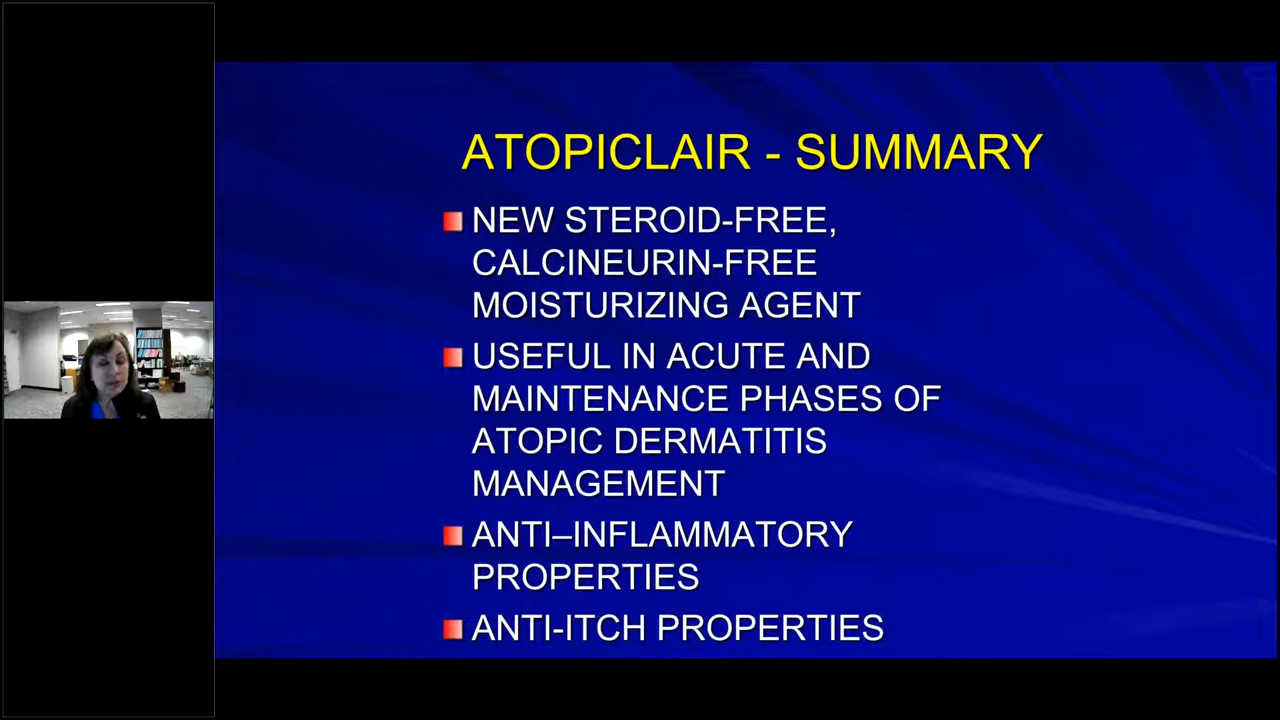 ATOPICLAIR - SUMMARY
NEW STEROID-FREE,
CALCINEURIN-FREE
MOISTURIZING AGENT
USEFUL IN ACUTE AND
MAINTENANCE PHASES OF
ATOPIC DERMATITIS
MANAGEMENT
ANTI–INFLAMMATORY
PROPERTIES
ANTI-ITCH PROPERTIES